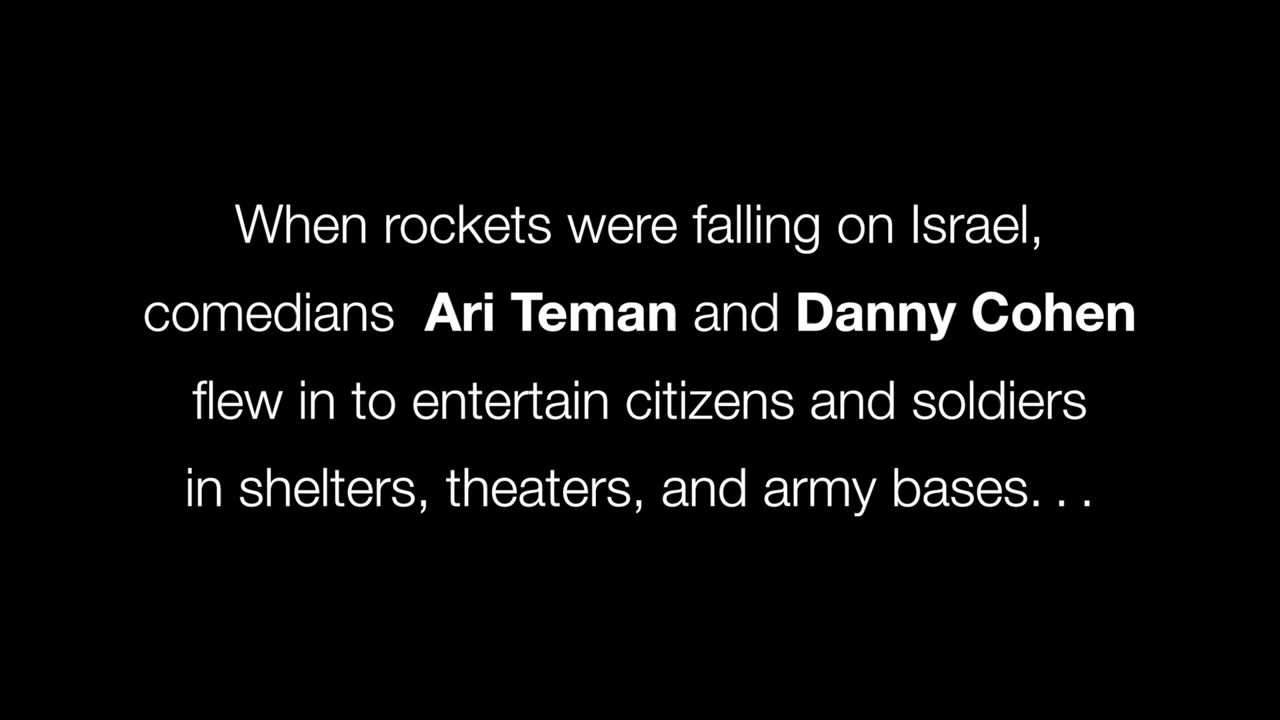 When rockets were falling on Israel,
comedians  Ari Teman and Danny Cohen
flew in to entertain citizens and soldiers
in shelters, theaters, and army bases. . .